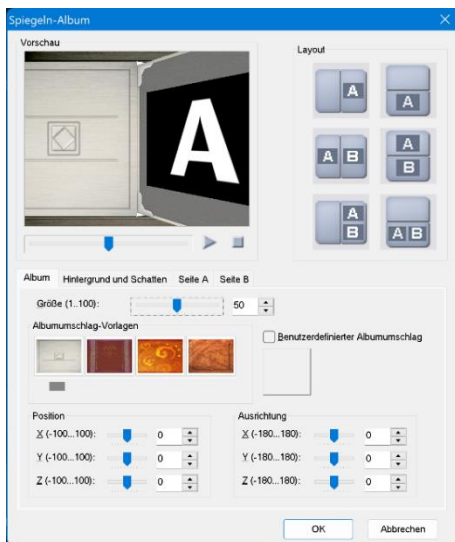 Spiegeln-Album
Vorschau
Layout
A
A
A
A B
A
B
A
B
A B
Album Hintergrund und Schatten Seite A Seite B
Größe (1..100): 50
Albumumschlag-Vorlagen
Benutzerdefinierter Albumumschlag
Position
X (-100...100): 0
Y (-100...100): 0
Z (-100...100): 0
Ausrichtung
X (-180...180): 0
Y (-180...180): 0
Z (-180...180): 0
OK Abbrechen